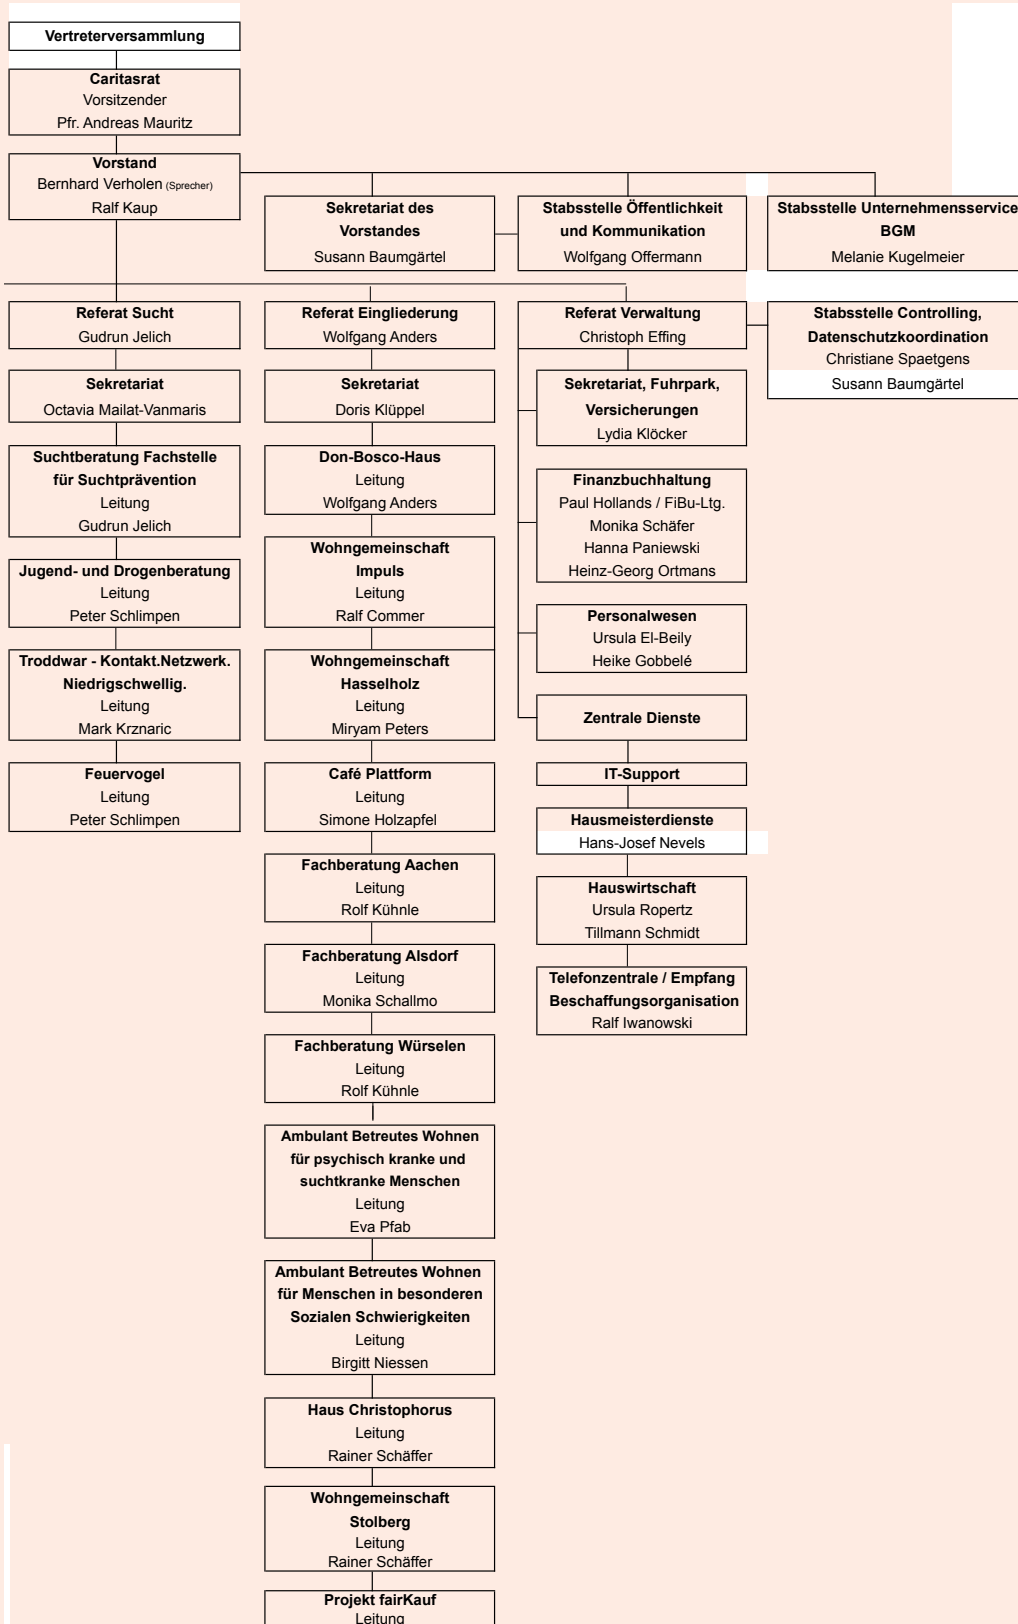 Vertreterversammlung
Caritasrat
Vorsitzender
Pfr. Andreas Mauritz
Vorstand
Bernhard Verholen (Sprecher)
Ralf Kaup
Sekretariat des
Vorstandes
Susann Baumgärtel
Stabsstelle Öffentlichkeit
und Kommunikation
Wolfgang Offermann
Stabsstelle Unternehmensservice
BGM
Melanie Kugelmeier
Referat Sucht
Gudrun Jelich
Sekretariat
Octavia Mailat-Vanmaris
Suchtberatung Fachstelle
für Suchtprävention
Leitung
Gudrun Jelich
Jugend- und Drogenberatung
Leitung
Peter Schlimpen
Troddwar - Kontakt.Netzwerk.
Niedrigschwellig.
Leitung
Mark Krznaric
Feuervogel
Leitung
Peter Schlimpen
Referat Eingliederung
Wolfgang Anders
Sekretariat
Doris Klüppel
Don-Bosco-Haus
Leitung
Wolfgang Anders
Wohngemeinschaft
Impuls
Leitung
Ralf Commer
Wohngemeinschaft
Hasselholz
Leitung
Miryam Peters
Café Plattform
Leitung
Simone Holzapfel
Fachberatung Aachen
Leitung
Rolf Kühnle
Fachberatung Alsdorf
Leitung
Monika Schallmo
Fachberatung Würselen
Leitung
Rolf Kühnle
Ambulant Betreutes Wohnen
für psychisch kranke und
suchtkranke Menschen
Leitung
Eva Pfab
Ambulant Betreutes Wohnen
für Menschen in besonderen
Sozialen Schwierigkeiten
Leitung
Birgitt Niessen
Haus Christophorus
Leitung
Rainer Schäffer
Wohngemeinschaft
Stolberg
Leitung
Rainer Schäffer
Projekt fairKauf
Leitung
Referat Verwaltung
Christoph Effing
Sekretariat, Fuhrpark,
Versicherungen
Lydia Klöcker
Finanzbuchhaltung
Paul Hollands / FiBu-Ltg.
Monika Schäfer
Hanna Paniewski
Heinz-Georg Ortmans
Personalwesen
Ursula El-Beily
Heike Gobbelé
Zentrale Dienste
IT-Support
Hausmeisterdienste
Hans-Josef Nevels
Hauswirtschaft
Ursula Ropertz
Tillmann Schmidt
Telefonzentrale / Empfang
Beschaffungsorganisation
Ralf Iwanowski
Stabsstelle Controlling,
Datenschutzkoordination
Christiane Spaetgens
Susann Baumgärtel